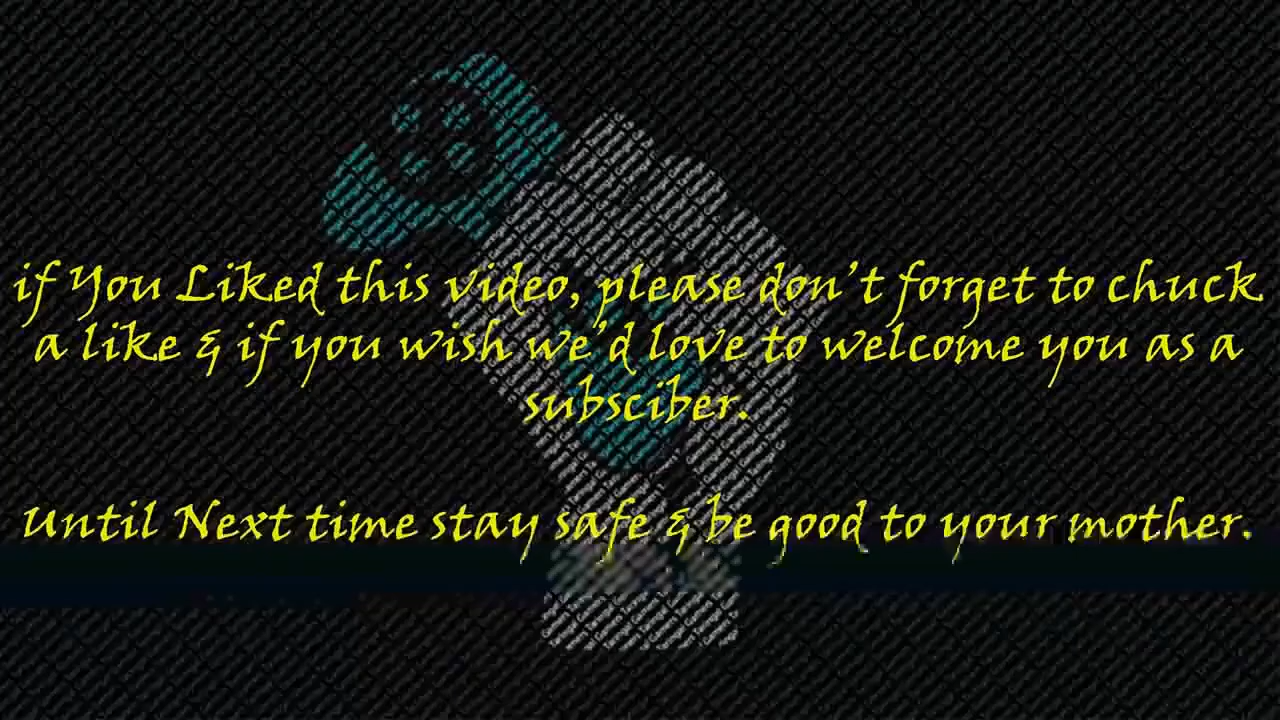 if You Liked this video, please don't forget to chuck
a like & if you wish we'd love to welcome you as a
subsciber.
Until Next time stay safe & be good to your mother.